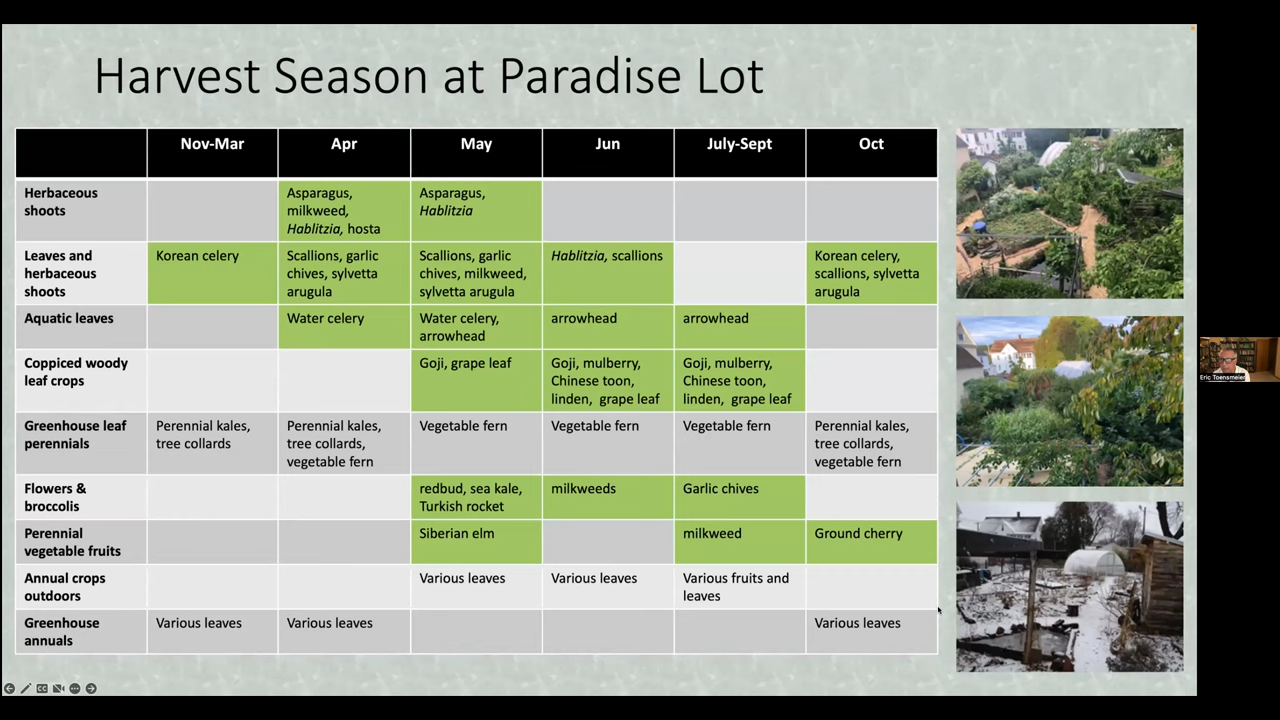 Harvest Season at Paradise Lot
Nov-Mar Apr May Jun July-Sept Oct
Herbaceous
shoots
Asparagus,
milkweed,
Hablitzia, hosta
Asparagus,
Hablitzia
Leaves and
herbaceous
shoots
Korean celery
Scallions, garlic
chives, sylvetta
arugula
Scallions, garlic
chives, milkweed,
sylvetta arugula
Hablitzia, scallions
Korean celery,
scallions, sylvetta
arugula
Aquatic leaves
Water celery
Water celery,
arrowhead
arrowhead
arrowhead
Coppiced woody
leaf crops
Goji, grape leaf
Goji, mulberry,
Chinese toon,
linden, grape leaf
Goji, mulberry,
Chinese toon,
linden, grape leaf
Greenhouse leaf
perennials
Perennial kales,
tree collards
Perennial kales,
tree collards,
vegetable fern
Vegetable fern
Vegetable fern
Vegetable fern
Perennial kales,
tree collards,
vegetable fern
Flowers &
broccolis
redbud, sea kale,
Turkish rocket
milkweeds
Garlic chives
Perennial
vegetable fruits
Siberian elm
milkweed
Ground cherry
Annual crops
outdoors
Various leaves
Various leaves
Various fruits and
leaves
Greenhouse
annuals
Various leaves
Various leaves
Various leaves
Eric Toensmeier
CC